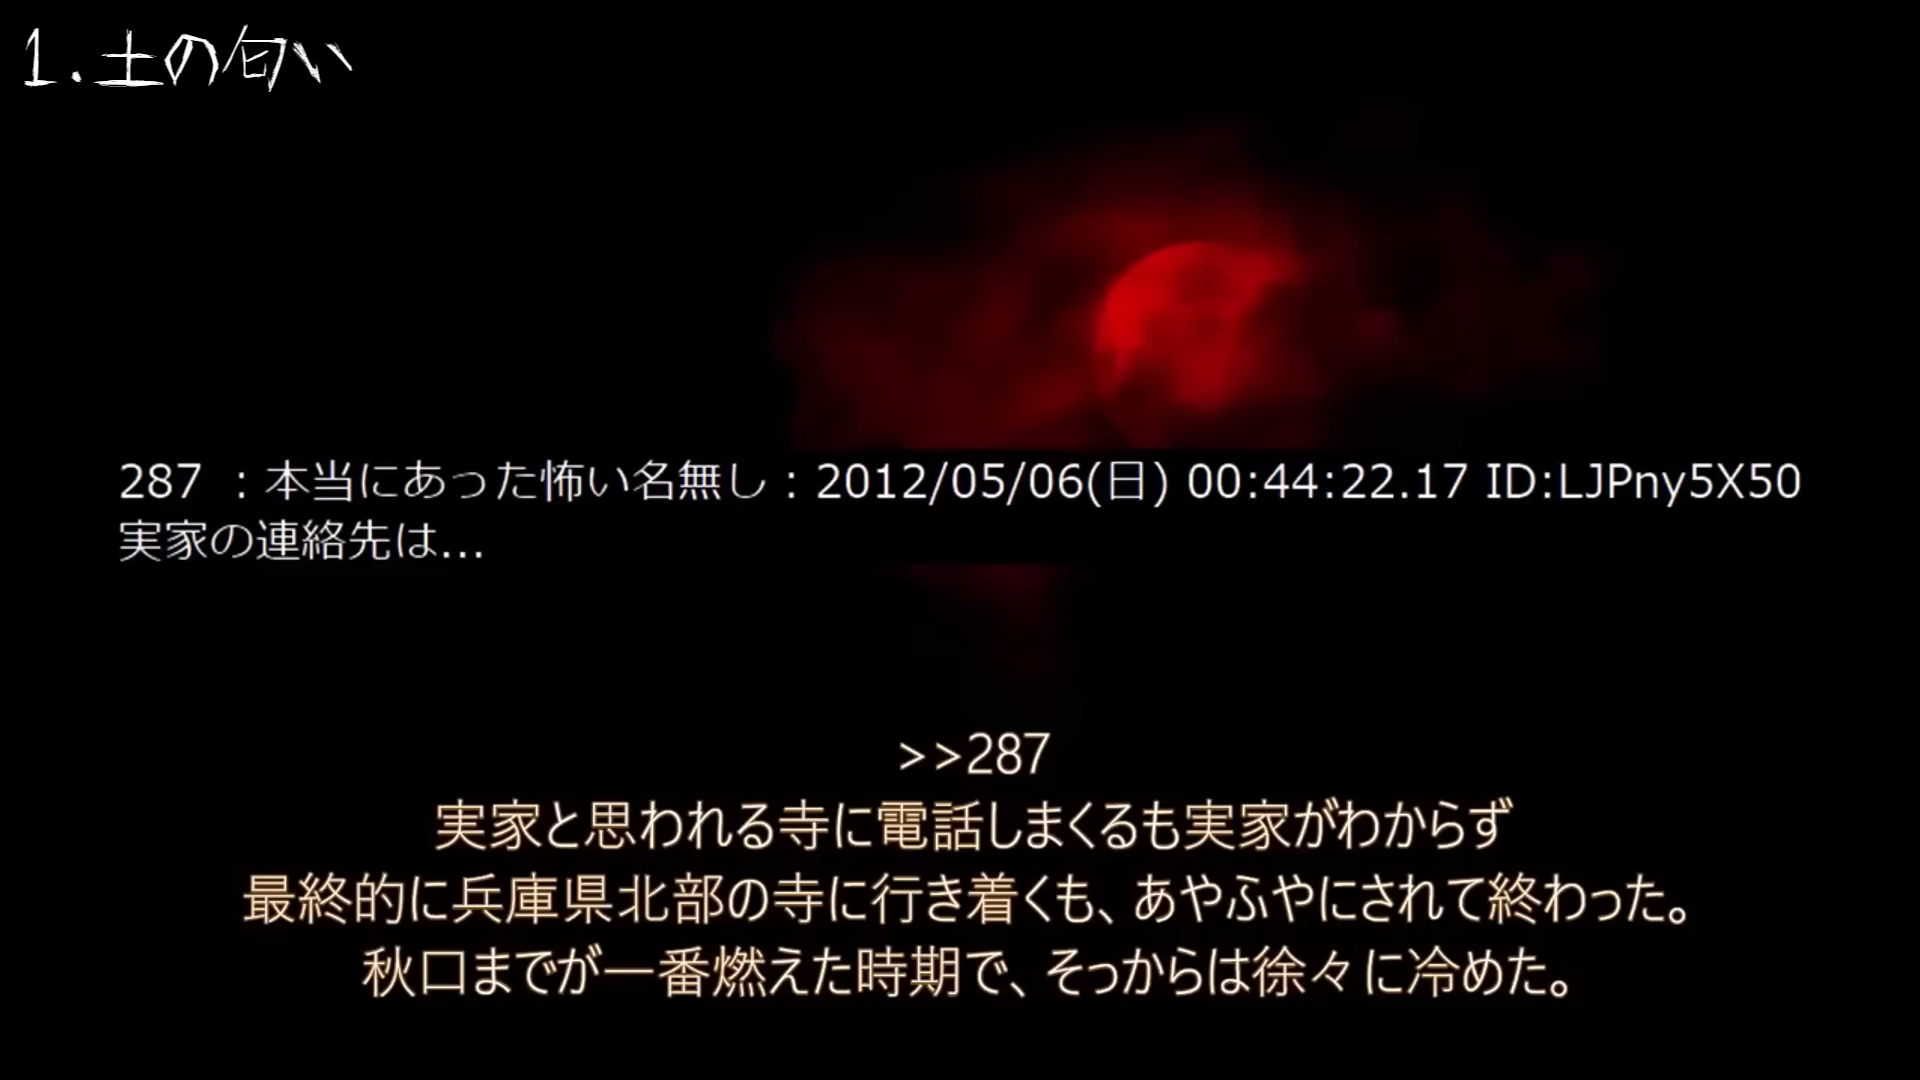 1.土の匂い
287 ：本当にあった怖い名無し：2012/05/06(日) 00:44:22.17 ID:LJPny5X50
実家の連絡先は...
>>287
実家と思われる寺に電話しまくるも実家がわからず
最終的に兵庫県北部の寺に行き着くも、あやふやにされて終わった。
秋口までが一番燃えた時期で、そっからは徐々に冷めた。